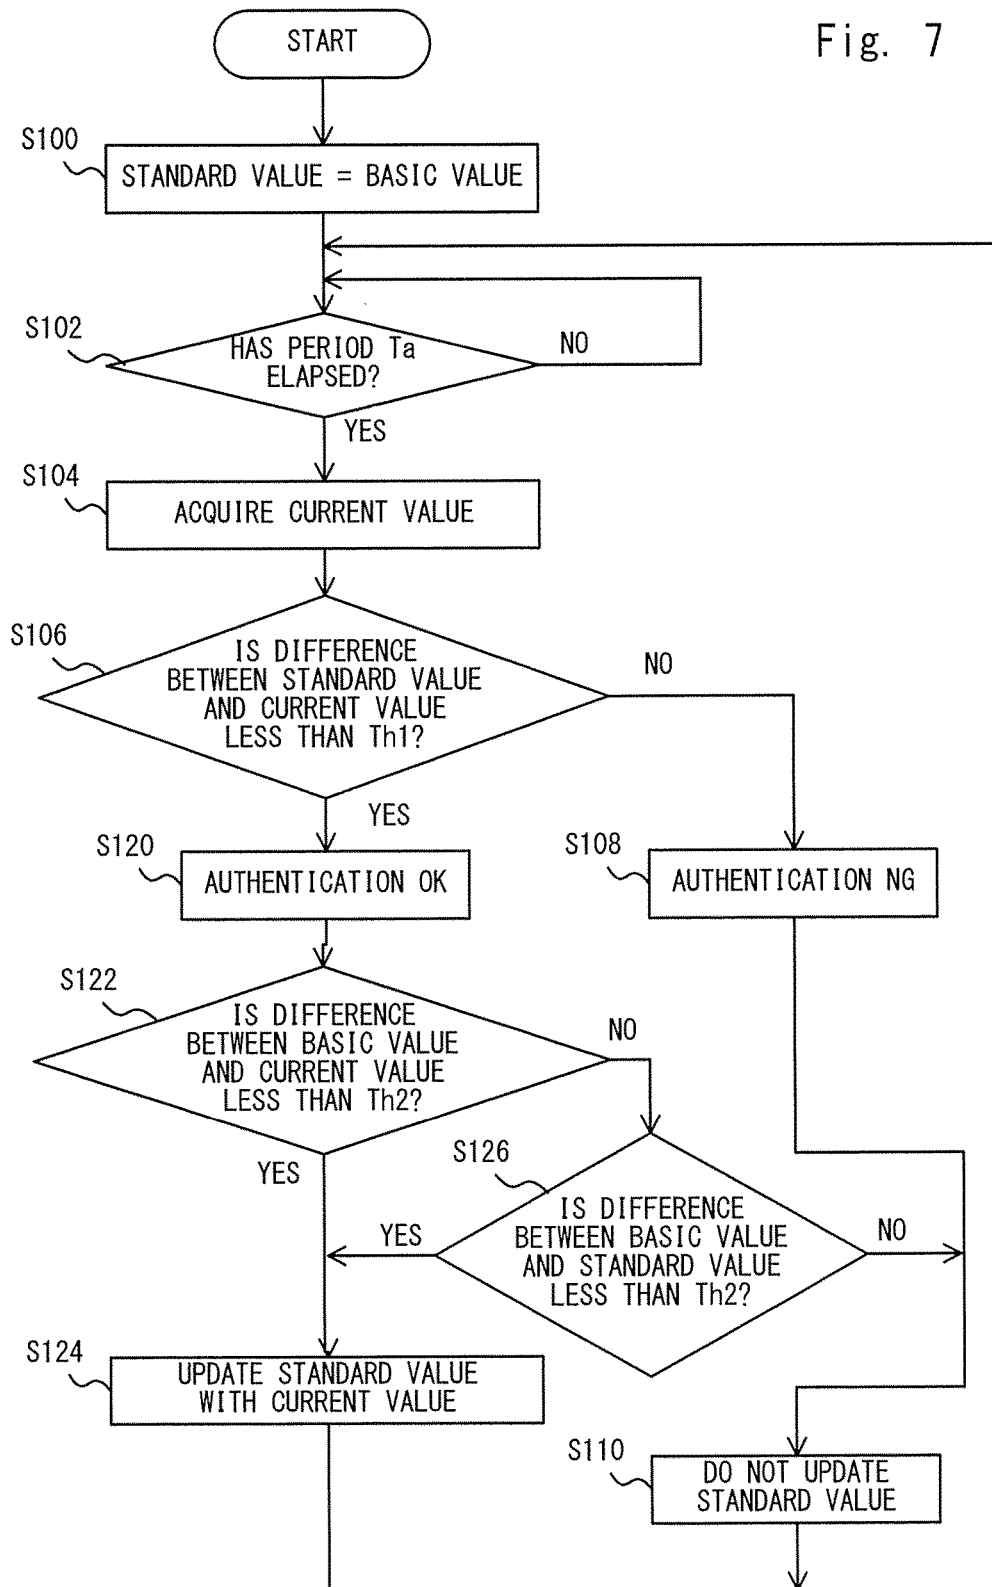 START
Fig. 7
S100
STANDARD VALUE = BASIC VALUE
S102
HAS PERIOD Ta
ELAPSED?
NO
YES
S104
ACQUIRE CURRENT VALUE
S106
IS DIFFERENCE
BETWEEN STANDARD VALUE
AND CURRENT VALUE
LESS THAN Th1?
NO
YES
S120
AUTHENTICATION OK
S108
AUTHENTICATION NG
S122
IS DIFFERENCE
BETWEEN BASIC VALUE
AND CURRENT VALUE
LESS THAN Th2?
NO
YES
S126
IS DIFFERENCE
BETWEEN BASIC VALUE
AND STANDARD VALUE
LESS THAN Th2?
YES
NO
S124
UPDATE STANDARD VALUE
WITH CURRENT VALUE
S110
DO NOT UPDATE
STANDARD VALUE